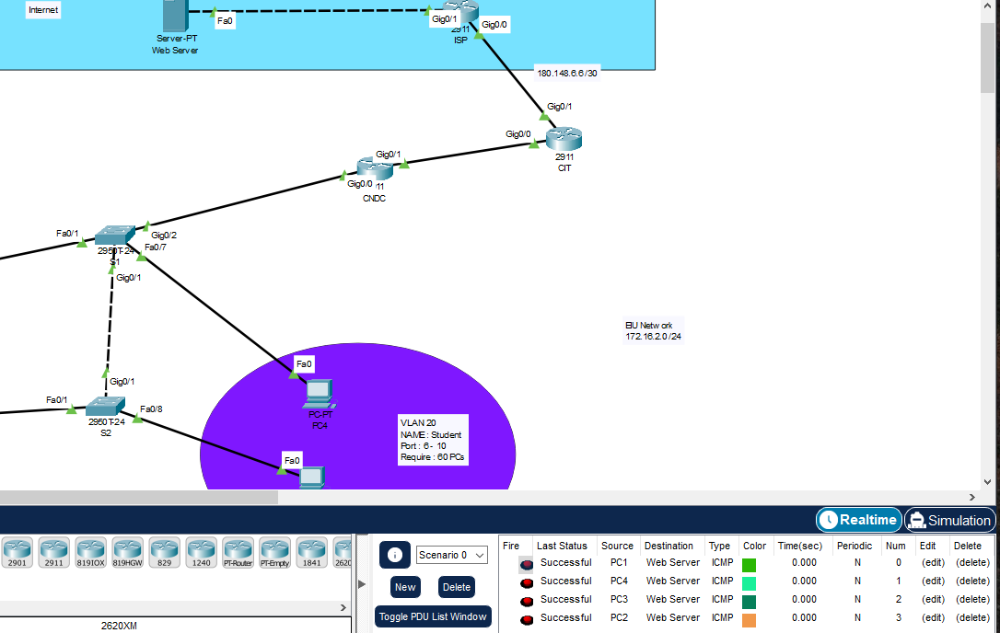 Internet
Fa0
Gig0/1
Gig0/0
2911
ISP
Server-PT
Web Server
180.148.6.6/30
Gig0/1
Gig0/0
2911
CIT
Gig0/1
Gig0/0
11
CNDC
Fa0/1
Gig0/2
Fa0/7
2950T-24
S1
Gig0/1
EIU Network
172.16.2.0/24
Fa0
Gig0/1
Fa0/1
Fa0/8
2950T-24
S2
PC-PT
PC4
VLAN 20
NAME : Student
Port : 6 - 10
Require : 60 PCs
Fa0
Realtime
Simulation
2901
2911
819IOX
819HGW
829
1240
PT-Router
PT-Empty
1841
2620
2620XM
Scenario 0
New
Delete
Toggle PDU List Window
Fire Last Status Source Destination Type Color Time(sec) Periodic Num Edit Delete
Successful PC1 Web Server ICMP 0.000 N 0 (edit) (delete)
Successful PC4 Web Server ICMP 0.000 N 1 (edit) (delete)
Successful PC3 Web Server ICMP 0.000 N 2 (edit) (delete)
Successful PC2 Web Server ICMP 0.000 N 3 (edit) (delete)